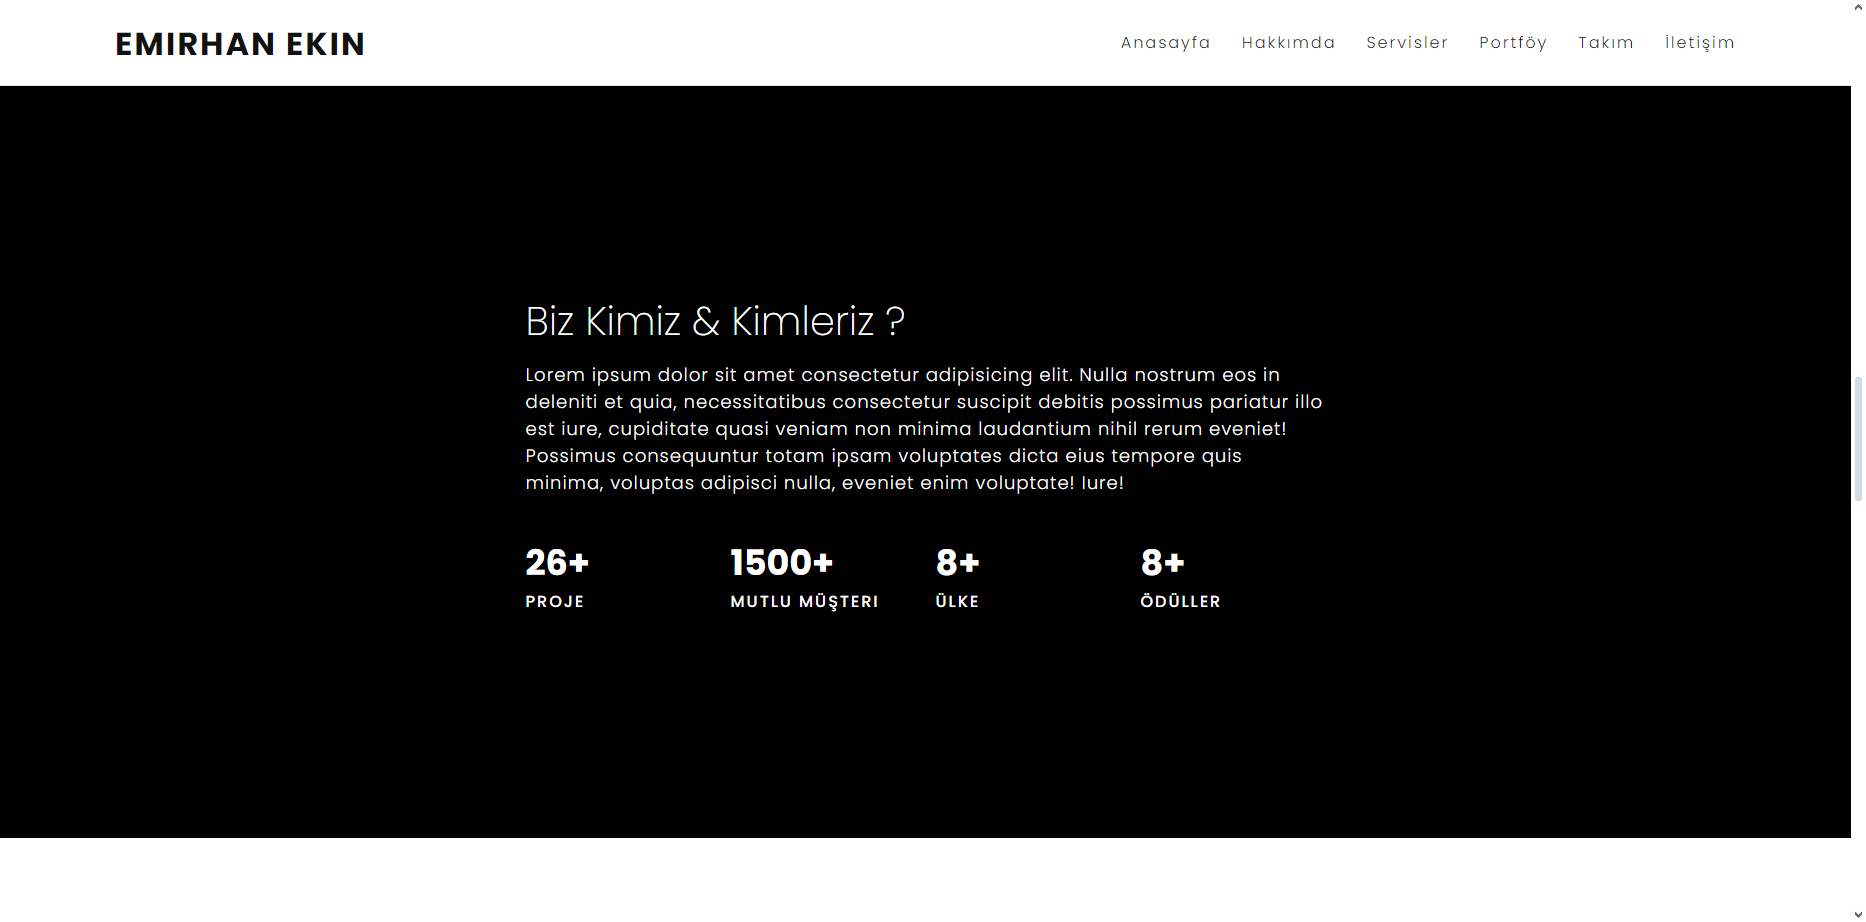 EMIRHAN EKIN
Anasayfa Hakkımda Servisler Portföy Takım İletişim
Biz Kimiz & Kimleriz ?
Lorem ipsum dolor sit amet consectetur adipisicing elit. Nulla nostrum eos in
deleniti et quia, necessitatibus consectetur suscipit debitis possimus pariatur illo
est iure, cupiditate quasi veniam non minima laudantium nihil rerum eveniet!
Possimus consequuntur totam ipsam voluptates dicta eius tempore quis
minima, voluptas adipisci nulla, eveniet enim voluptate! Iure!
26+ 1500+ 8+ 8+
PROJE MUTLU MÜŞTERI ÜLKE ÖDÜLLER